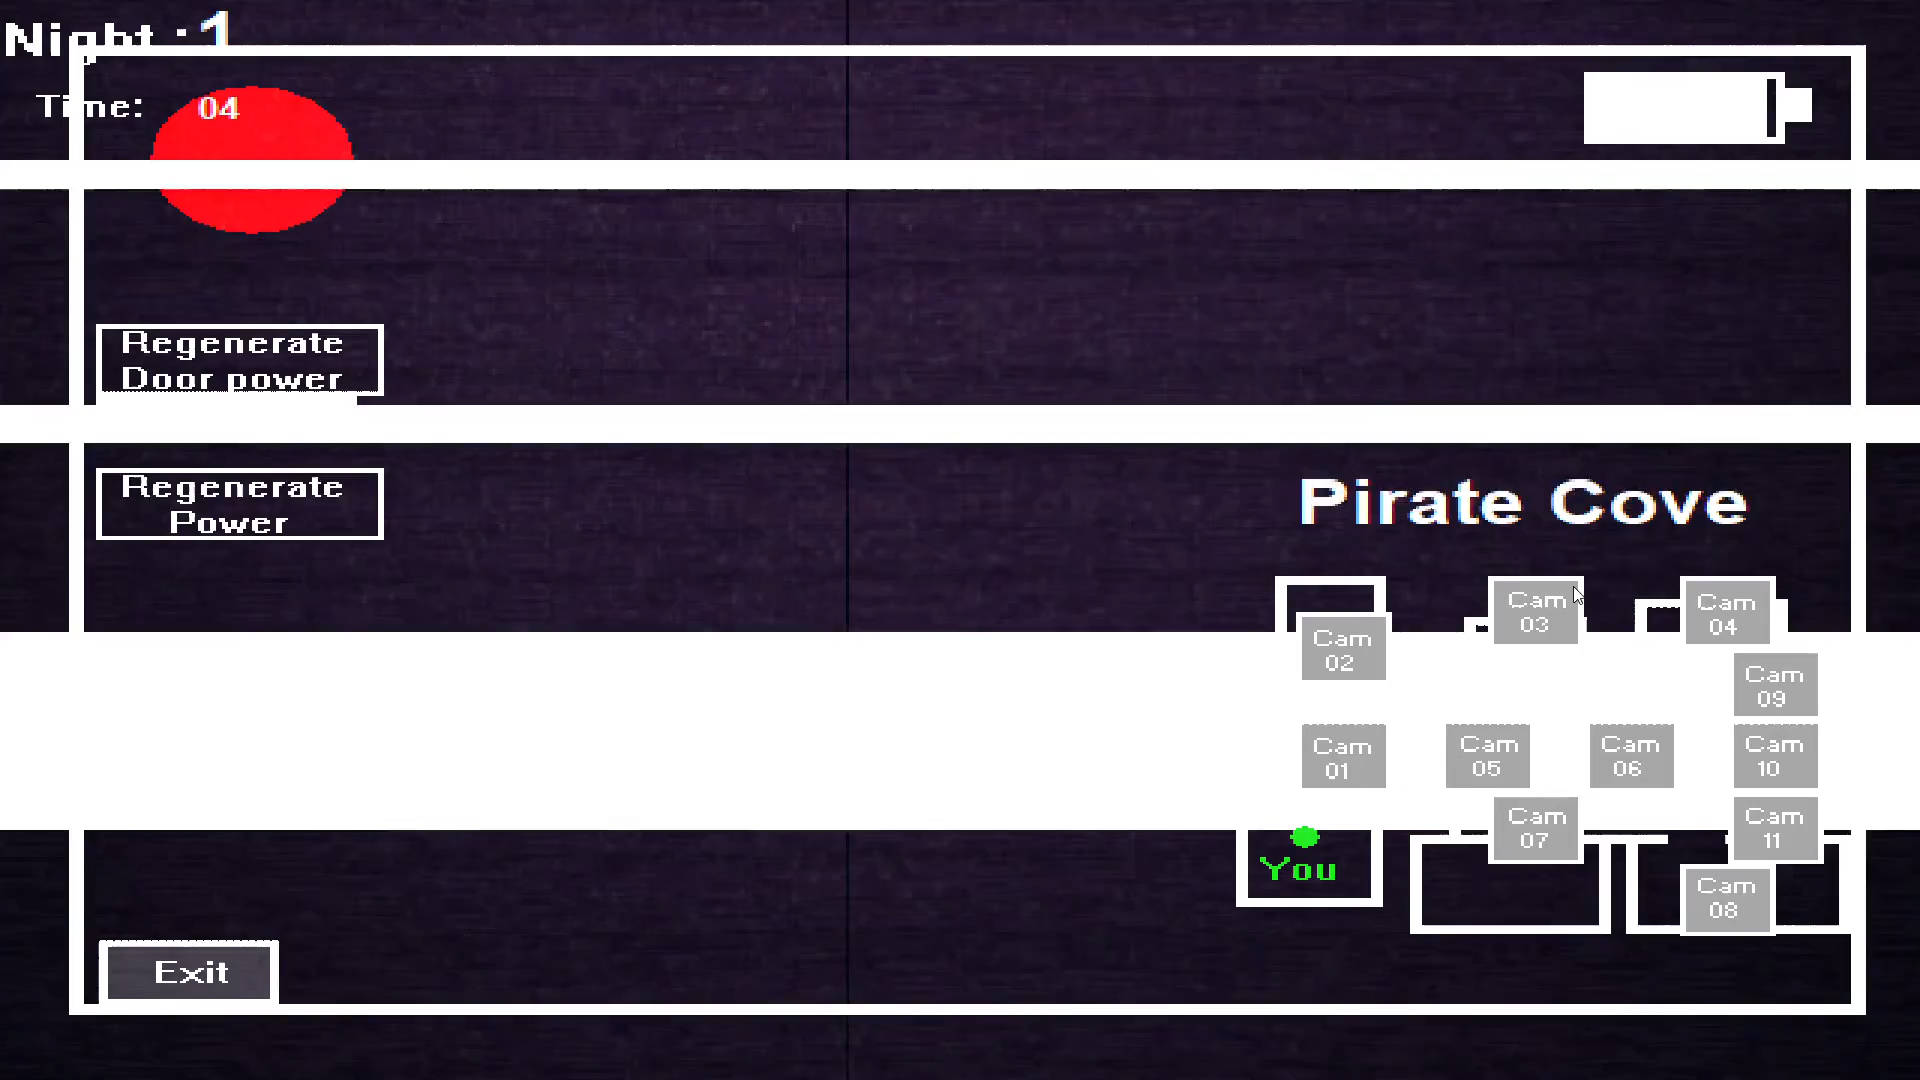 Night : 1
Time: 04
Regenerate
Door power
Regenerate
Power
Pirate Cove
Cam
03
Cam
04
Cam
02
Cam
09
Cam
01
Cam
05
Cam
06
Cam
10
Cam
07
Cam
11
You
Cam
08
Exit